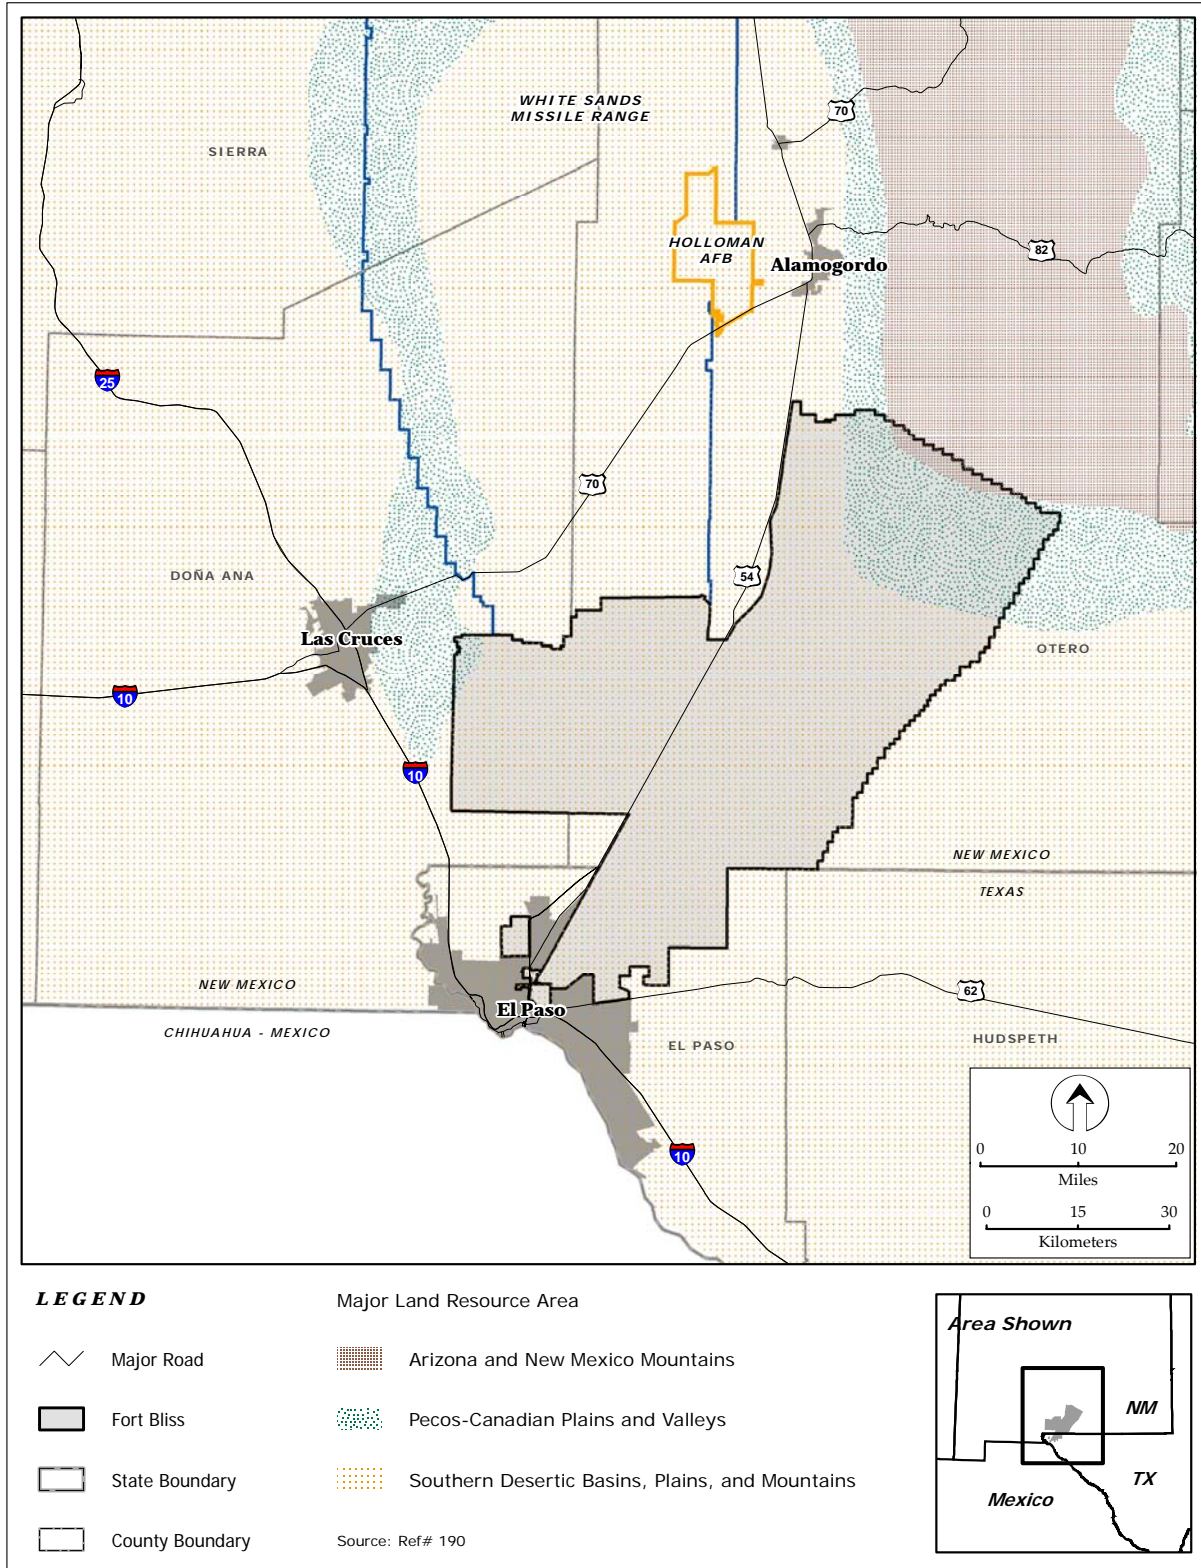 WHITE SANDS
MISSILE RANGE
70
SIERRA
HOLLOMAN
AFB
Alamogordo
82
25
70
54
DOÑA ANA
Las Cruces
OTERO
10
10
NEW MEXICO
TEXAS
NEW MEXICO
62
El Paso
CHIHUAHUA - MEXICO
EL PASO
HUDSPETH
10
0 10 20
Miles
0 15 30
Kilometers
LEGEND
Major Road
Fort Bliss
State Boundary
County Boundary
Major Land Resource Area
Arizona and New Mexico Mountains
Pecos-Canadian Plains and Valleys
Southern Desertic Basins, Plains, and Mountains
Source: Ref# 190
Area Shown
NM
TX
Mexico